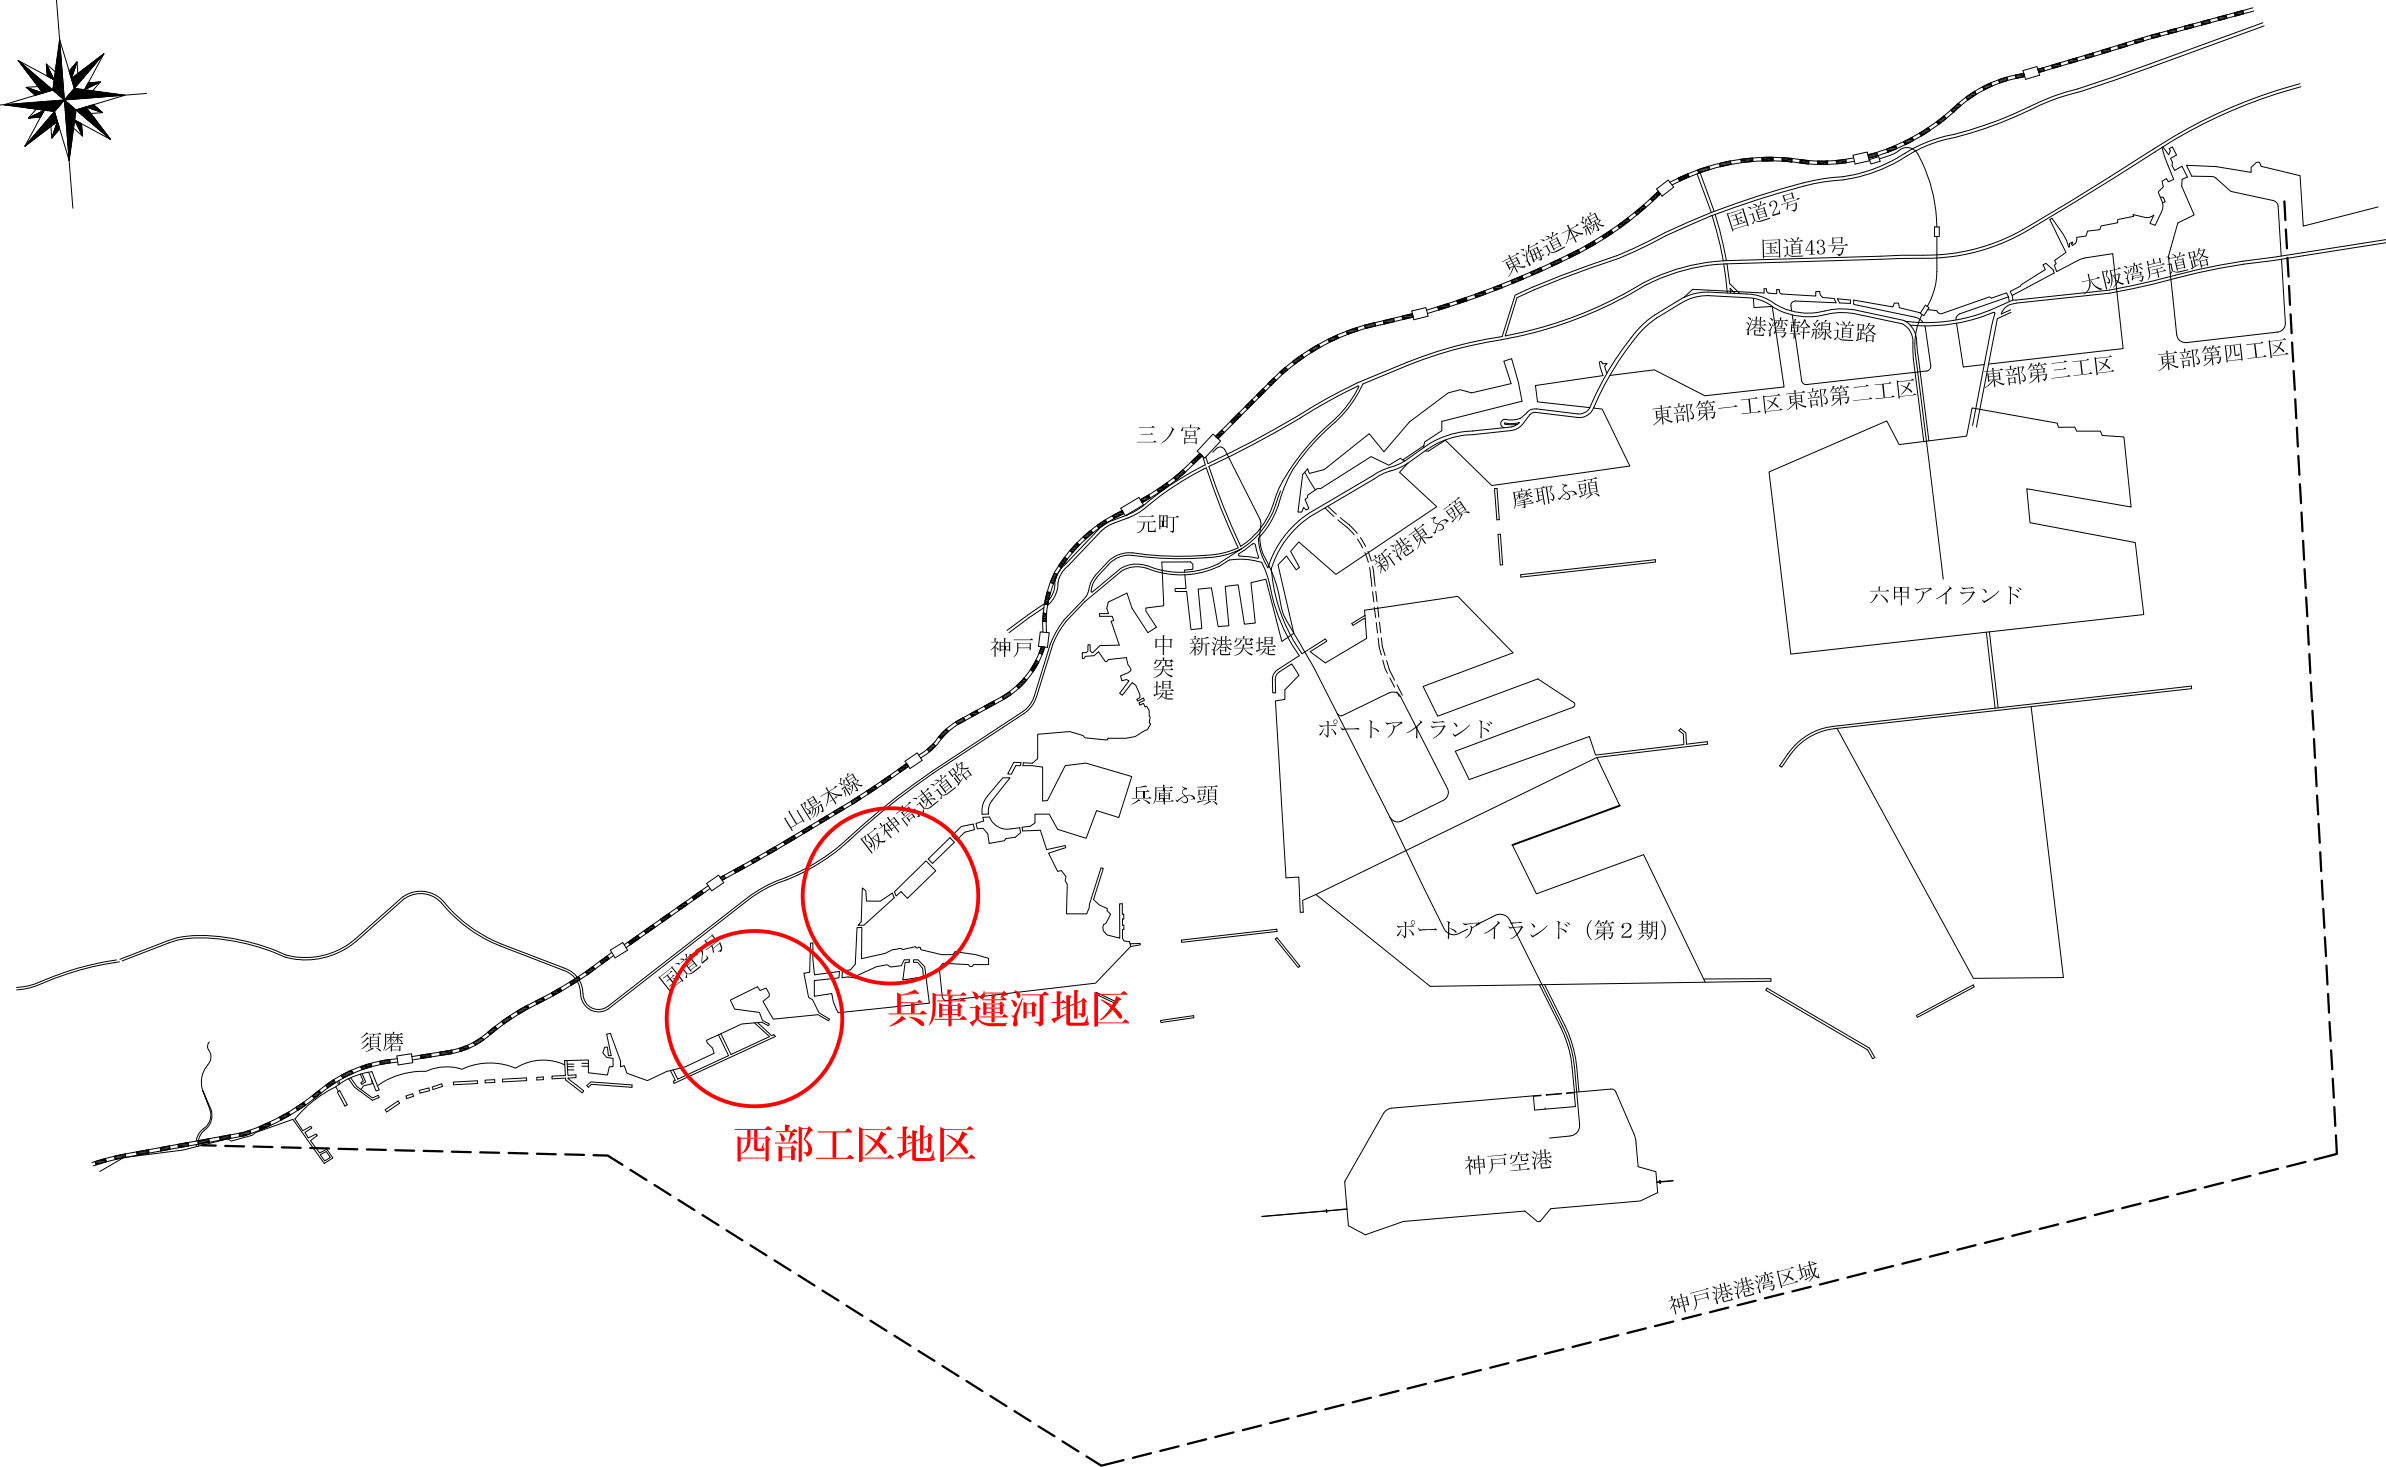 東海道本線
国道2号
国道43号
大阪湾岸道路
港湾幹線道路
東部第一工区
東部第二工区
東部第三工区
東部第四工区
三ノ宮
元町
摩耶ふ頭
新港東ふ頭
六甲アイランド
神戸
中突堤
新港突堤
ポートアイランド
山陽本線
阪神高速道路
兵庫ふ頭
国道2号
ポートアイランド（第２期）
兵庫運河地区
須磨
西部工区地区
神戸空港
神戸港港湾区域